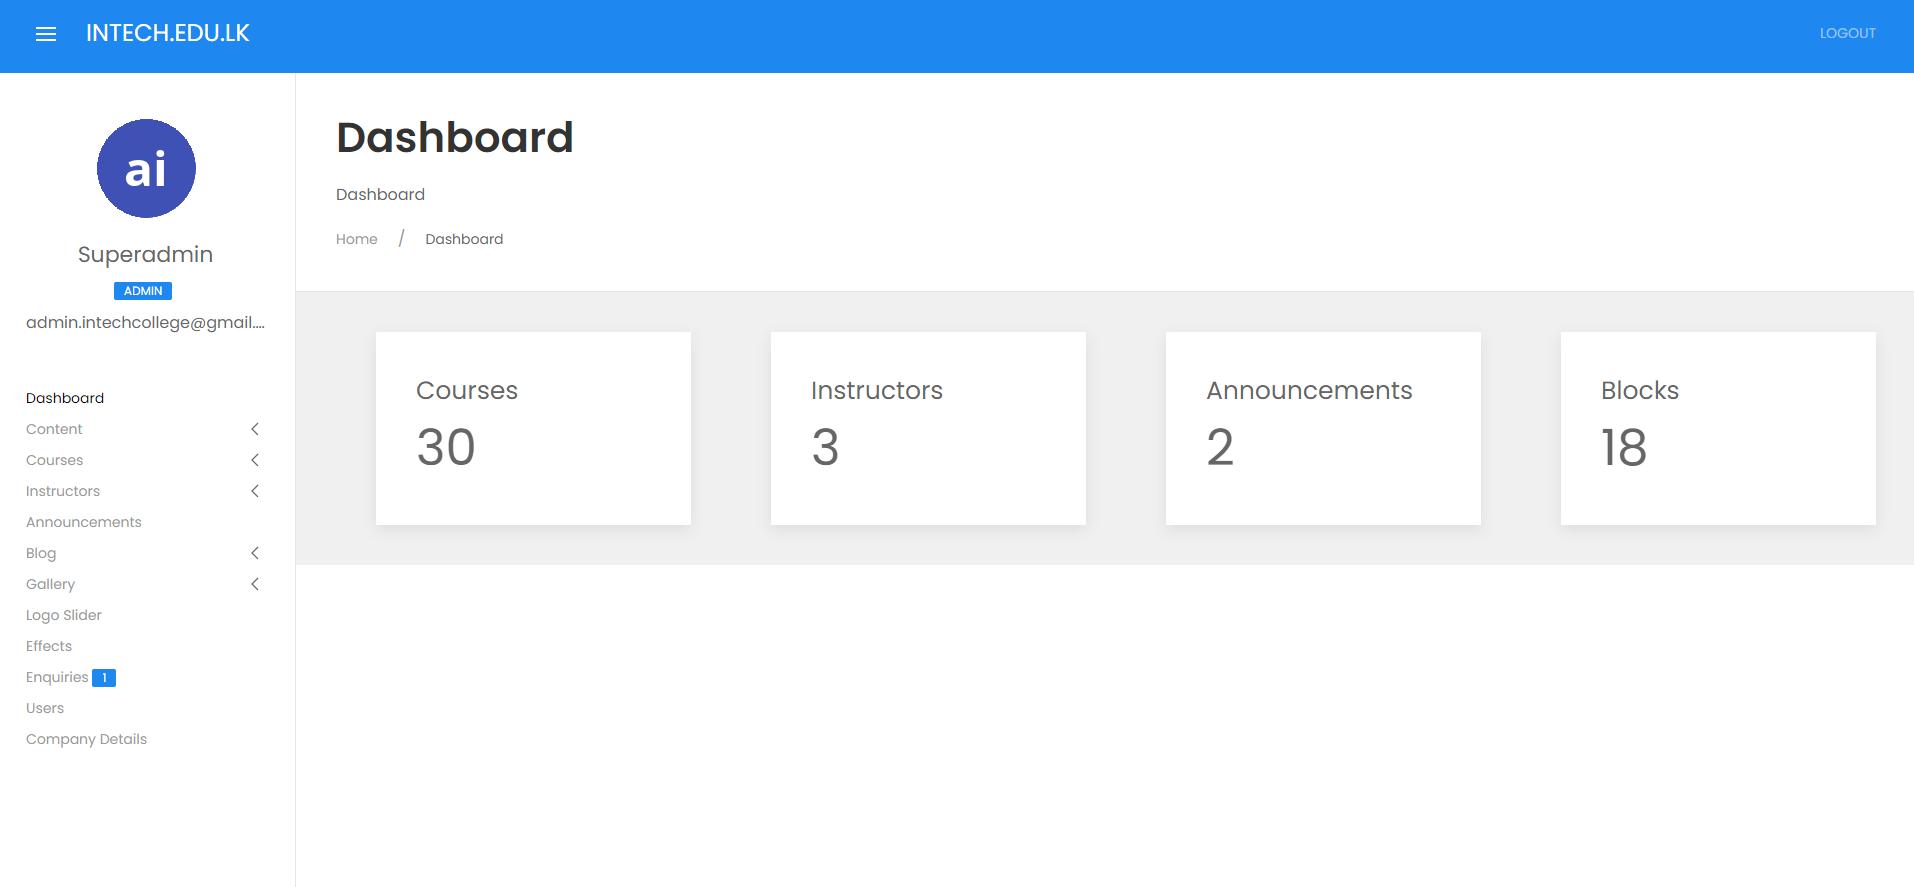 INTECH.EDU.LK
LOGOUT
ai
Superadmin
ADMIN
admin.intechcollege@gmail....
Dashboard
Content
Courses
Instructors
Announcements
Blog
Gallery
Logo Slider
Effects
Enquiries 1
Users
Company Details
Dashboard
Dashboard
Home / Dashboard
Courses
30
Instructors
3
Announcements
2
Blocks
18